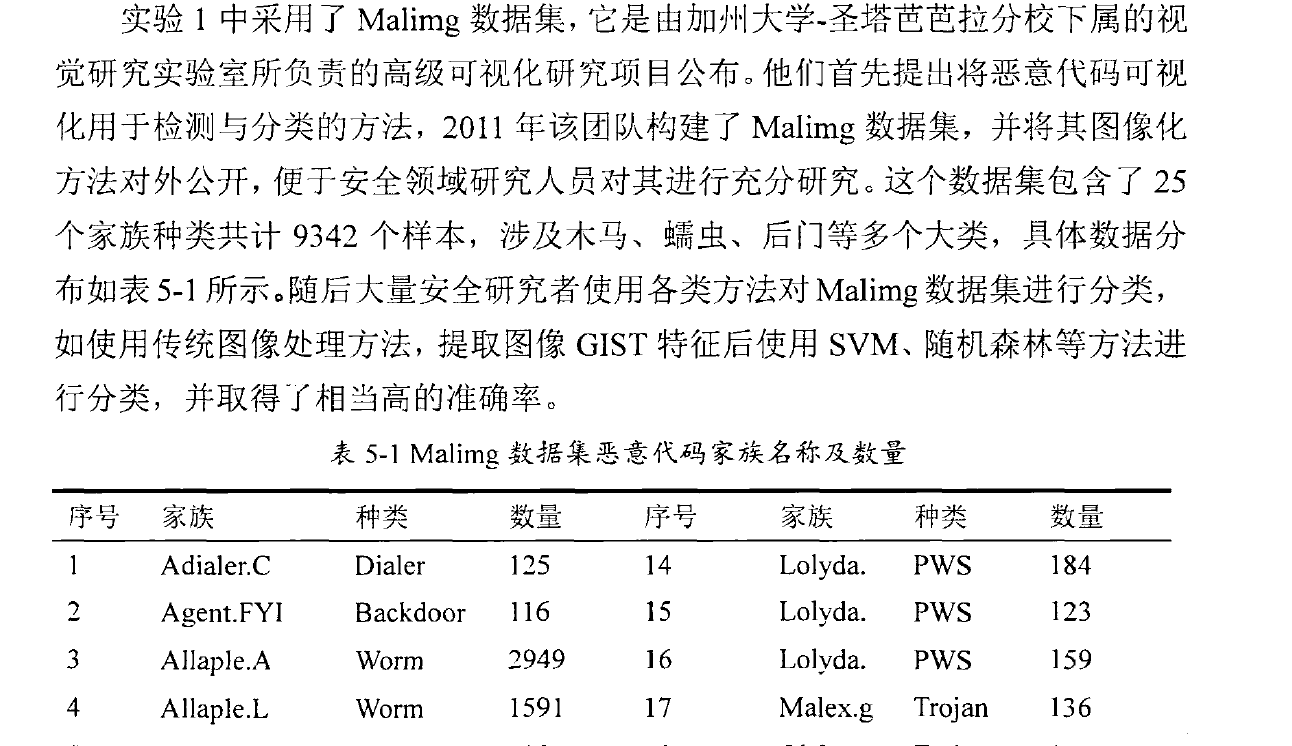 实验 1 中采用了 Malimg 数据集，它是由加州大学-圣塔芭芭拉分校下属的视
觉研究实验室所负责的高级可视化研究项目公布。他们首先提出将恶意代码可视
化用于检测与分类的方法，2011 年该团队构建了 Malimg 数据集，并将其图像化
方法对外公开，便于安全领域研究人员对其进行充分研究。这个数据集包含了 25
个家族种类共计 9342 个样本，涉及木马、蠕虫、后门等多个大类，具体数据分
布如表 5-1 所示。随后大量安全研究者使用各类方法对 Malimg 数据集进行分类，
如使用传统图像处理方法，提取图像 GIST 特征后使用 SVM、随机森林等方法进
行分类，并取得了相当高的准确率。
表 5-1 Malimg 数据集恶意代码家族名称及数量
序号 家族 种类 数量 序号 家族 种类 数量
1 Adialer.C Dialer 125 14 Lolyda. PWS 184
2 Agent.FYI Backdoor 116 15 Lolyda. PWS 123
3 Allaple.A Worm 2949 16 Lolyda. PWS 159
4 Allaple.L Worm 1591 17 Malex.g Trojan 136